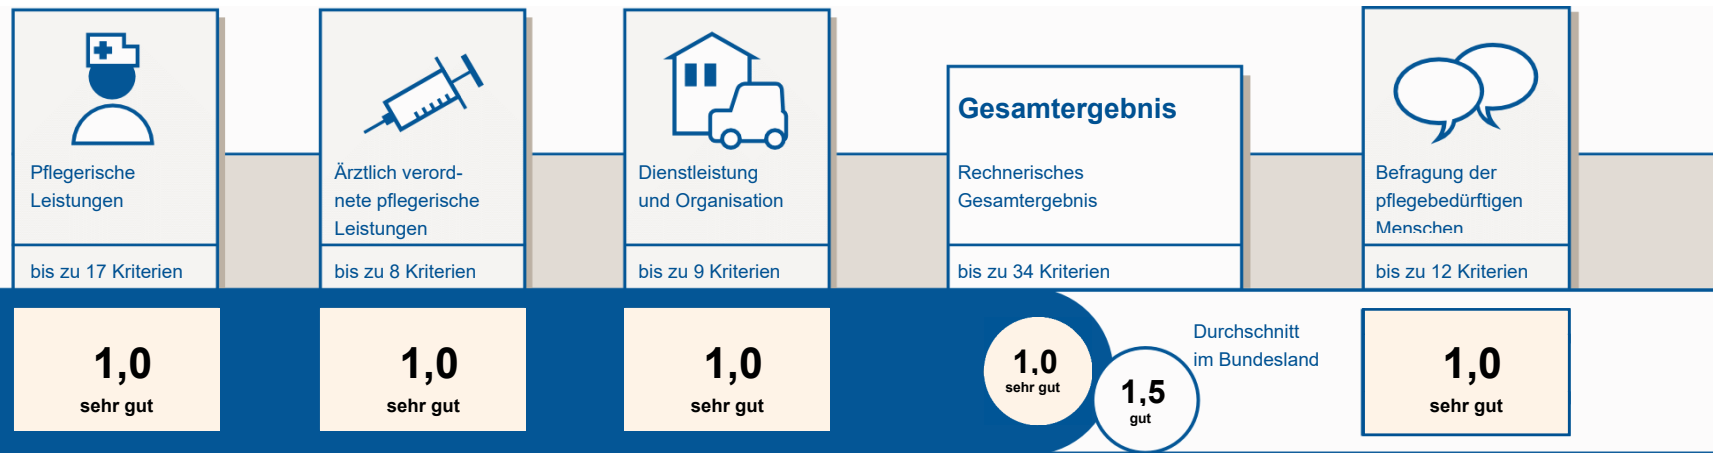 Pflegerische
Leistungen
bis zu 17 Kriterien
1,0
sehr gut
Ärztlich verord-
nete pflegerische
Leistungen
bis zu 8 Kriterien
1,0
sehr gut
Dienstleistung
und Organisation
bis zu 9 Kriterien
1,0
sehr gut
Gesamtergebnis
Rechnerisches
Gesamtergebnis
bis zu 34 Kriterien
1,0
sehr gut
Durchschnitt
im Bundesland
1,5
gut
Befragung der
pflegebedürftigen
Menschen
bis zu 12 Kriterien
1,0
sehr gut